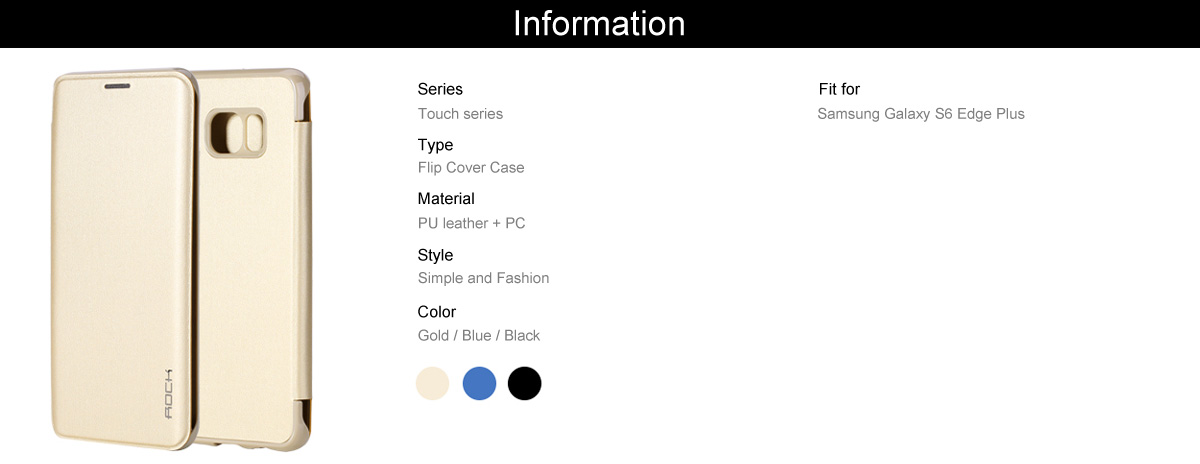 Information
Series
Touch series
Type
Flip Cover Case
Material
PU leather + PC
Style
Simple and Fashion
Color
Gold / Blue / Black
Fit for
Samsung Galaxy S6 Edge Plus
ROCK